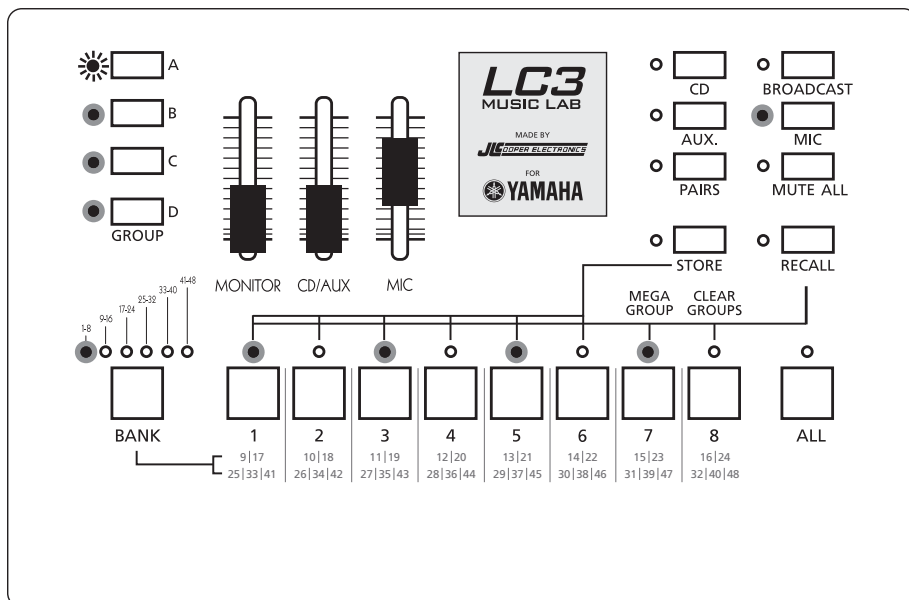 A
B
C
D
GROUP
LC3
MUSIC LAB
MADE BY
JLCOOPER ELECTRONICS
FOR
YAMAHA
CD
BROADCAST
AUX.
MIC
PAIRS
MUTE ALL
STORE
RECALL
MONITOR CD/AUX MIC
MEGA GROUP
CLEAR GROUPS
1-8 9-16 17-24 25-32 33-40 41-48
BANK
1 2 3 4 5 6 7 8 ALL
9|17 10|18 11|19 12|20 13|21 14|22 15|23 16|24
25|33|41 26|34|42 27|35|43 28|36|44 29|37|45 30|38|46 31|39|47 32|40|48